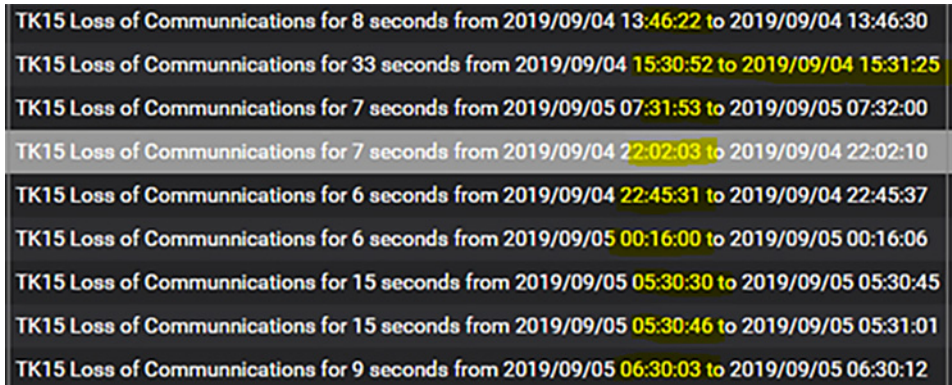 TK15 Loss of Communnications for 8 seconds from 2019/09/04 13:46:22 to 2019/09/04 13:46:30
TK15 Loss of Communnications for 33 seconds from 2019/09/04 15:30:52 to 2019/09/04 15:31:25
TK15 Loss of Communnications for 7 seconds from 2019/09/05 07:31:53 to 2019/09/05 07:32:00
TK15 Loss of Communnications for 7 seconds from 2019/09/04 22:02:03 to 2019/09/04 22:02:10
TK15 Loss of Communnications for 6 seconds from 2019/09/04 22:45:31 to 2019/09/04 22:45:37
TK15 Loss of Communnications for 6 seconds from 2019/09/05 00:16:00 to 2019/09/05 00:16:06
TK15 Loss of Communnications for 15 seconds from 2019/09/05 05:30:30 to 2019/09/05 05:30:45
TK15 Loss of Communnications for 15 seconds from 2019/09/05 05:30:46 to 2019/09/05 05:31:01
TK15 Loss of Communnications for 9 seconds from 2019/09/05 06:30:03 to 2019/09/05 06:30:12